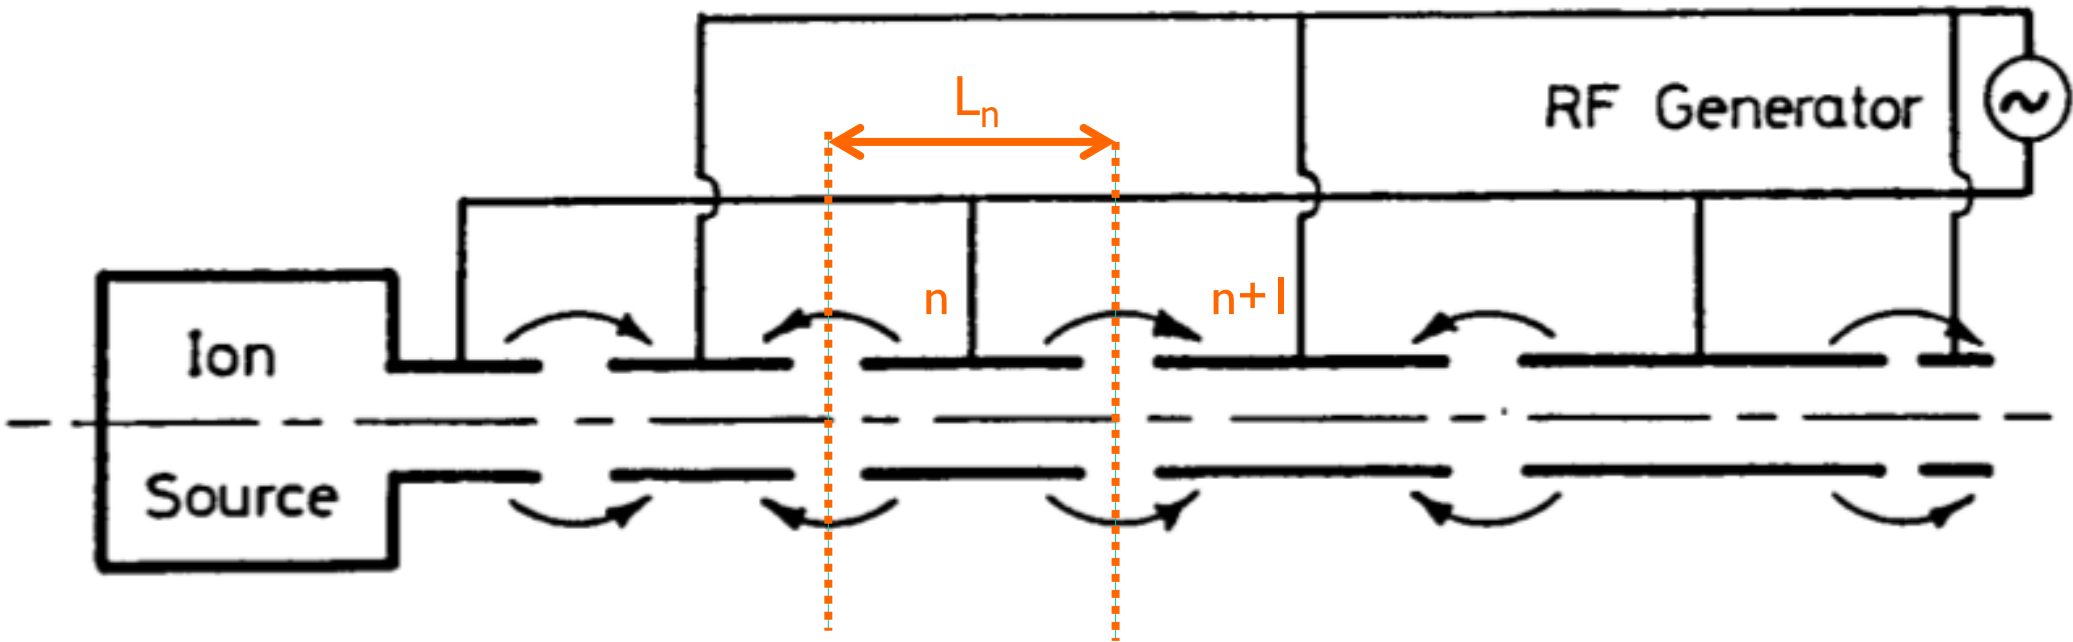 Ln
RF Generator
n
n+1
Ion
Source